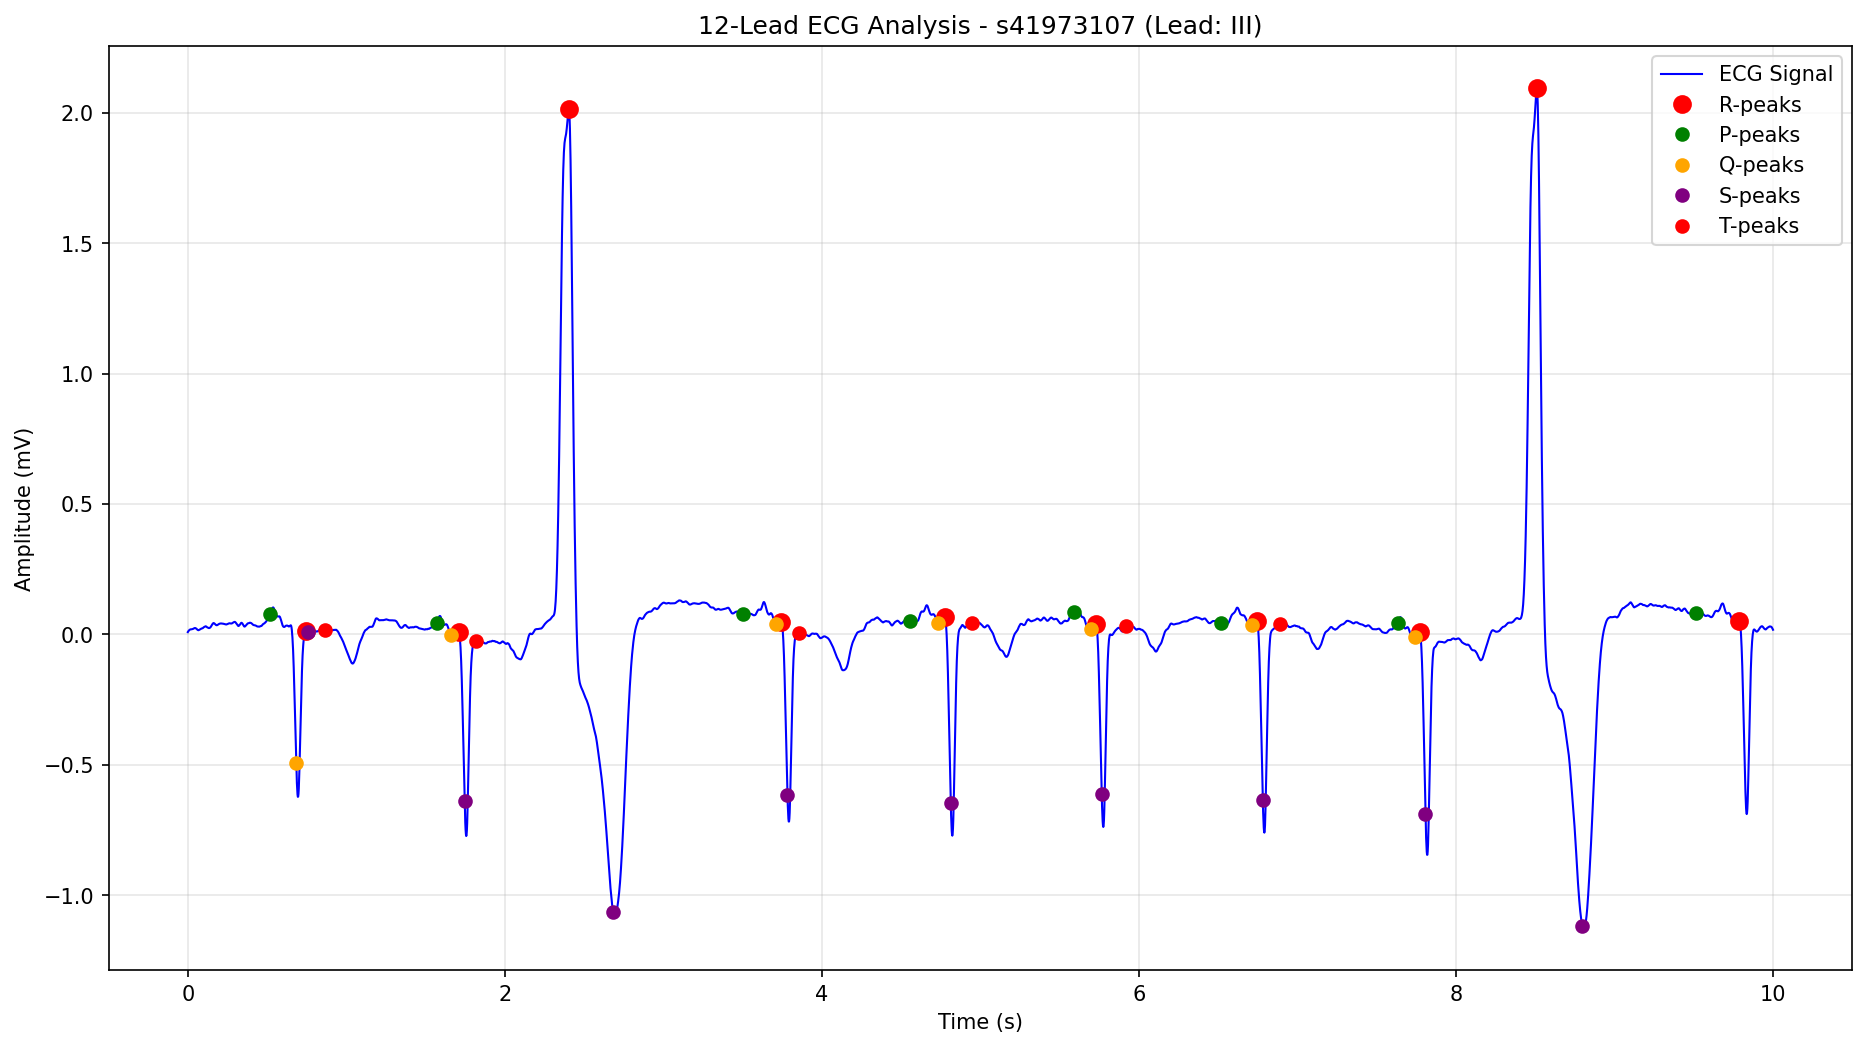 12-Lead ECG Analysis - s41973107 (Lead: III)
ECG Signal
R-peaks
P-peaks
Q-peaks
S-peaks
T-peaks
Amplitude (mV)
2.0
1.5
1.0
0.5
0.0
−0.5
−1.0
0 2 4 6 8 10
Time (s)